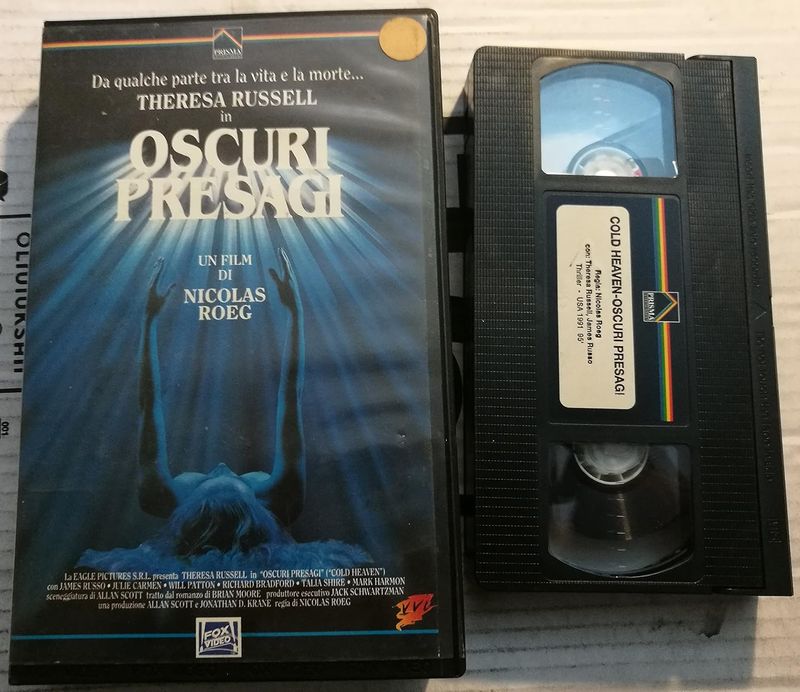 PRISMA
Da qualche parte tra la vita e la morte...
THERESA RUSSELL
in
OSCURI
PRESAGI
UN FILM
DI
NICOLAS
ROEG
La EAGLE PICTURES S.R.L. presenta THERESA RUSSELL in "OSCURI PRESAGI" ("COLD HEAVEN")
con JAMES RUSSO • JULIE CARMEN • WILL PATTON • RICHARD BRADFORD • TALIA SHIRE • MARK HARMON
sceneggiatura di ALLAN SCOTT tratto dal romanzo di BRIAN MOORE produttore esecutivo JACK SCHWARTZMAN
una produzione ALLAN SCOTT e JONATHAN D. KRANE regia di NICOLAS ROEG
FOX
VIDEO
VVI
PRISMA
COLD HEAVEN-OSCURI PRESAGI
Regia: Nicolas Roeg
con: Theresa Russell, James Russo
Thriller - USA 1991 95'
001